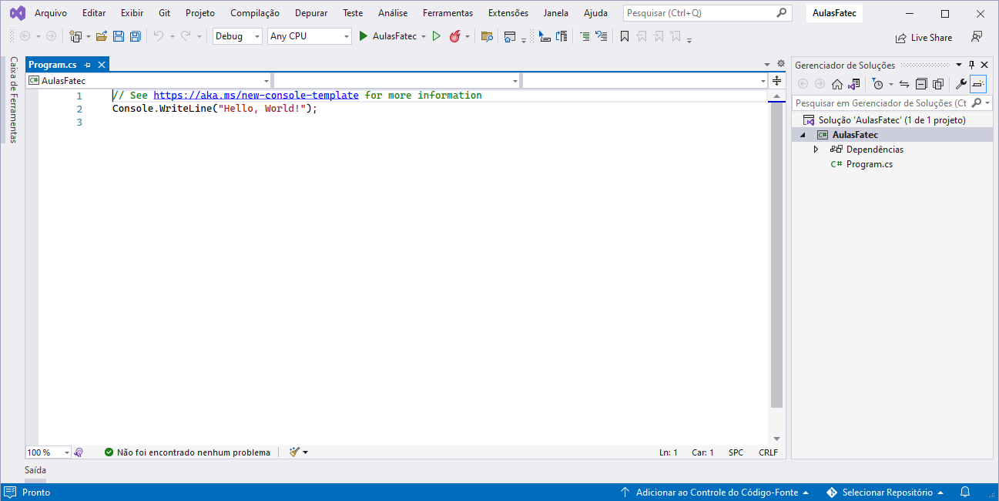 Arquivo Editar Exibir Git Projeto Compilação Depurar Teste Análise Ferramentas Extensões Janela Ajuda Pesquisar (Ctrl+Q) AulasFatec
Debug Any CPU AulasFatec Live Share
Caixa de Ferramentas
Program.cs
AulasFatec
1 // See https://aka.ms/new-console-template for more information
2 Console.WriteLine("Hello, World!");
3
100 % Não foi encontrado nenhum problema Ln: 1 Car: 1 SPC CRLF
Gerenciador de Soluções
Pesquisar em Gerenciador de Soluções (Ct
Solução 'AulasFatec' (1 de 1 projeto)
C# AulasFatec
Dependências
C# Program.cs
Saída
Pronto Adicionar ao Controle do Código-Fonte Selecionar Repositório